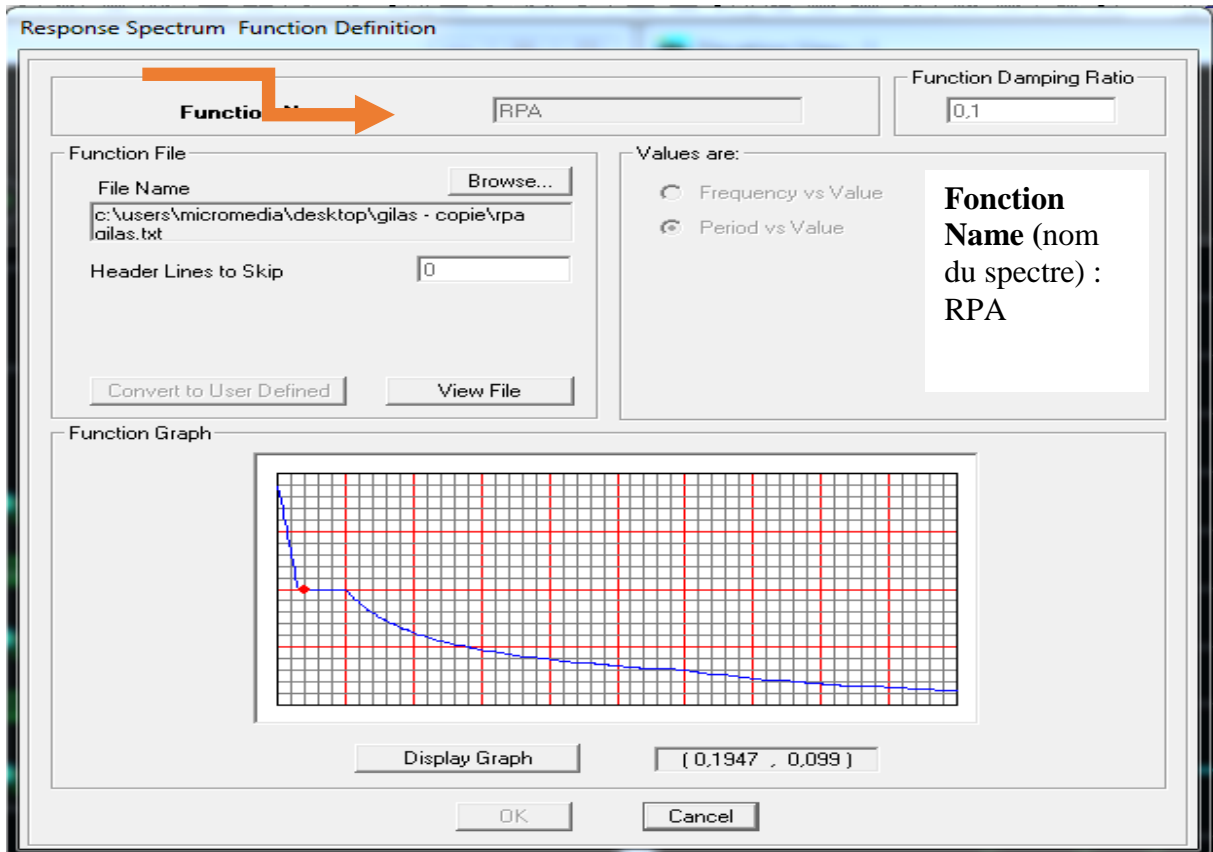 Response Spectrum Function Definition
Function Damping Ratio
RPA
0,1
Function File
File Name
Browse...
c:\users\micromedia\desktop\gilas - copie\rpa
gilas.txt
Header Lines to Skip
0
Convert to User Defined
View File
Values are:
Frequency vs Value
Period vs Value
Fonction
Name (nom
du spectre) :
RPA
Function Graph
Display Graph
( 0,1947 , 0,099 )
OK
Cancel